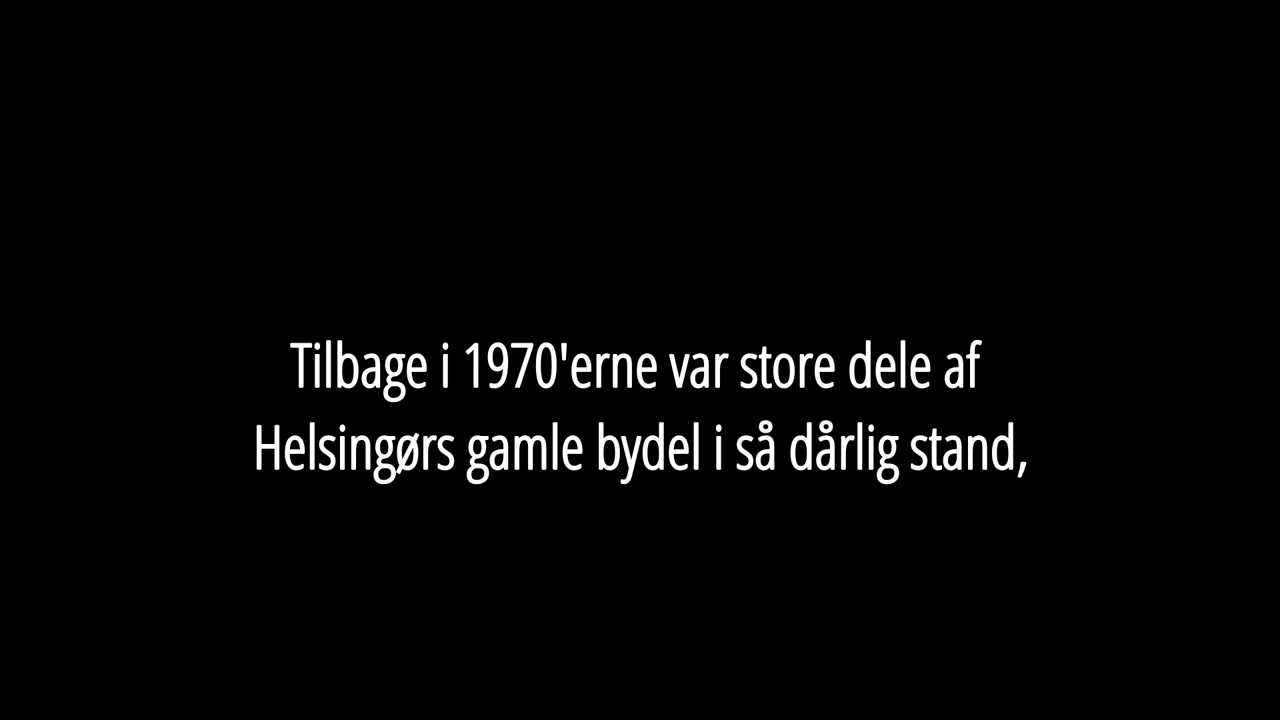 Tilbage i 1970'erne var store dele af
Helsingørs gamle bydel i så dårlig stand,